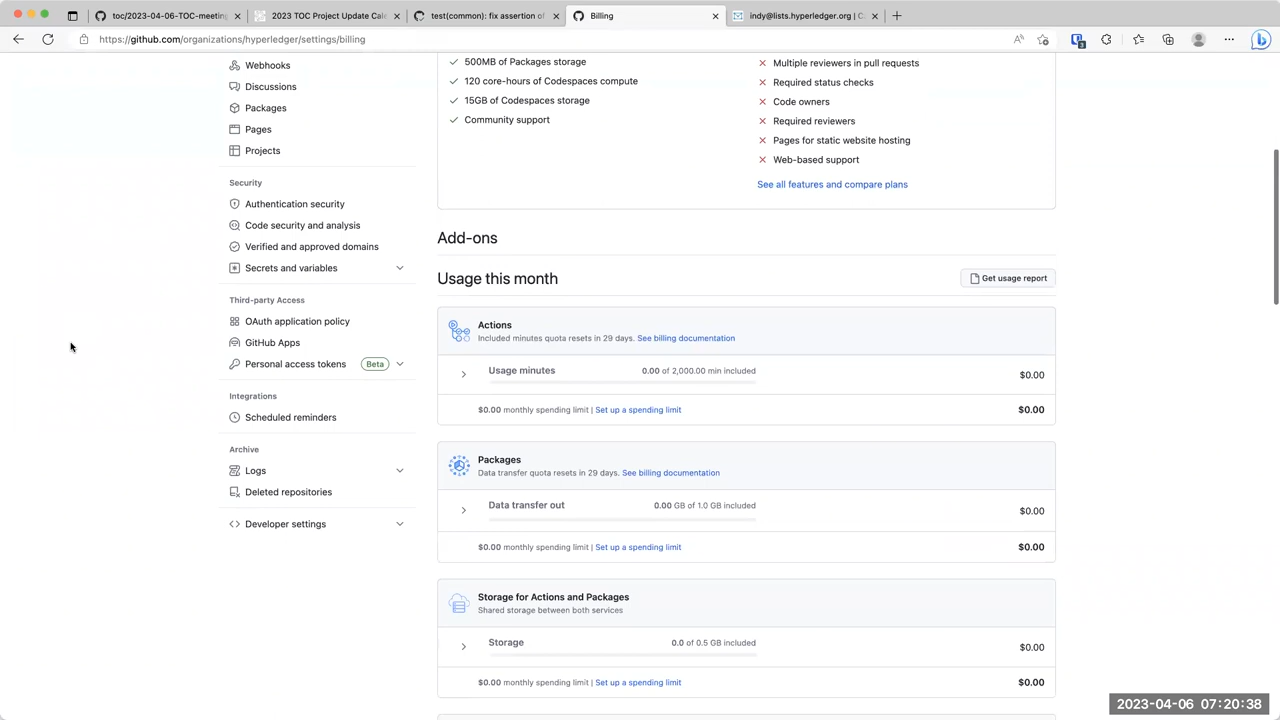 toc/2023-04-06-TOC-meeting
2023 TOC Project Update Cale
test(common): fix assertion of
Billing
indy@lists.hyperledger.org | C
https://github.com/organizations/hyperledger/settings/billing
3
Webhooks
Discussions
Packages
Pages
Projects
Security
Authentication security
Code security and analysis
Verified and approved domains
Secrets and variables
Third-party Access
OAuth application policy
GitHub Apps
Personal access tokens Beta
Integrations
Scheduled reminders
Archive
Logs
Deleted repositories
Developer settings
500MB of Packages storage
120 core-hours of Codespaces compute
15GB of Codespaces storage
Community support
Multiple reviewers in pull requests
Required status checks
Code owners
Required reviewers
Pages for static website hosting
Web-based support
See all features and compare plans
Add-ons
Usage this month
Get usage report
Actions
Included minutes quota resets in 29 days. See billing documentation
Usage minutes 0.00 of 2,000.00 min included $0.00
$0.00 monthly spending limit | Set up a spending limit $0.00
Packages
Data transfer quota resets in 29 days. See billing documentation
Data transfer out 0.00 GB of 1.0 GB included $0.00
$0.00 monthly spending limit | Set up a spending limit $0.00
Storage for Actions and Packages
Shared storage between both services
Storage 0.0 of 0.5 GB included $0.00
$0.00 monthly spending limit | Set up a spending limit $0.00
2023-04-06 07:20:38